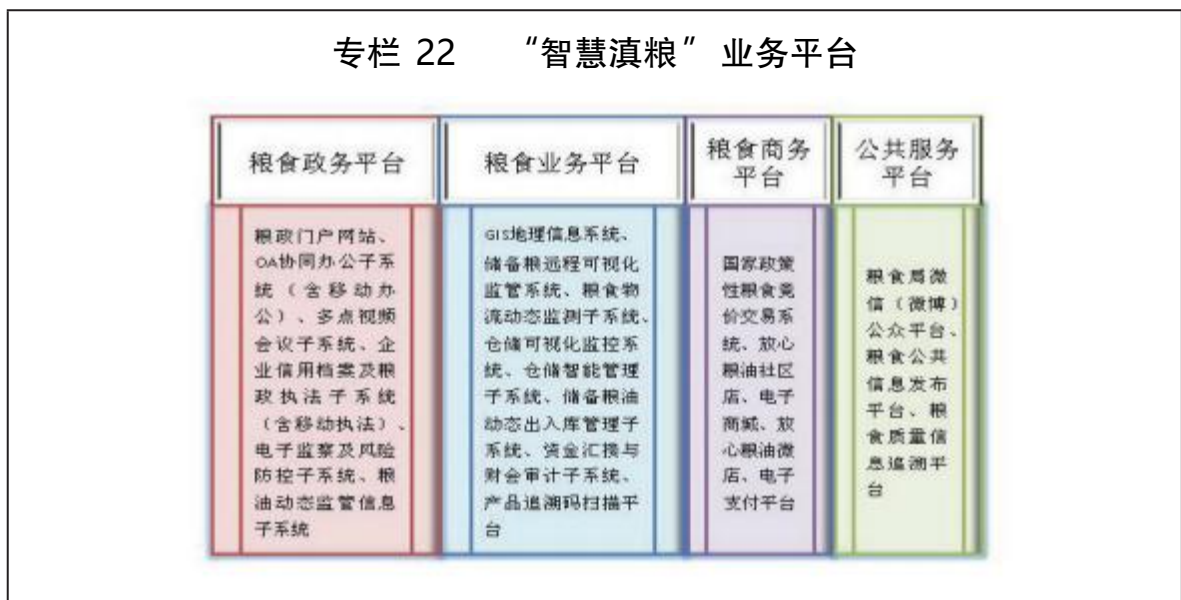 专栏 22 “智慧滇粮”业务平台
粮食政务平台
粮政门户网站、
OA协同办公子系
统（含移动办
公）、多点视频
会议子系统、企
业信用档案及粮
政执法子系统
（含移动执法）、
电子监察及风险
防控子系统、粮
油动态监管信息
子系统
粮食业务平台
GIS地理信息系统、
储备粮远程可视化
监管系统、粮食物
流动态监测子系统、
仓储可视化监控系
统、仓储智能管理
子系统、储备粮油
动态出入库管理子
系统、资金汇接与
财会审计子系统、
产品追溯码扫描平
台
粮食商务
平台
国家政策
性粮食竞
价交易系
统、放心
粮油社区
店、电子
商城、放
心粮油微
店、电子
支付平台
公共服务
平台
粮食局微
信（微博）
公众平台、
粮食公共
信息发布
平台、粮
食质量信
息追溯平
台